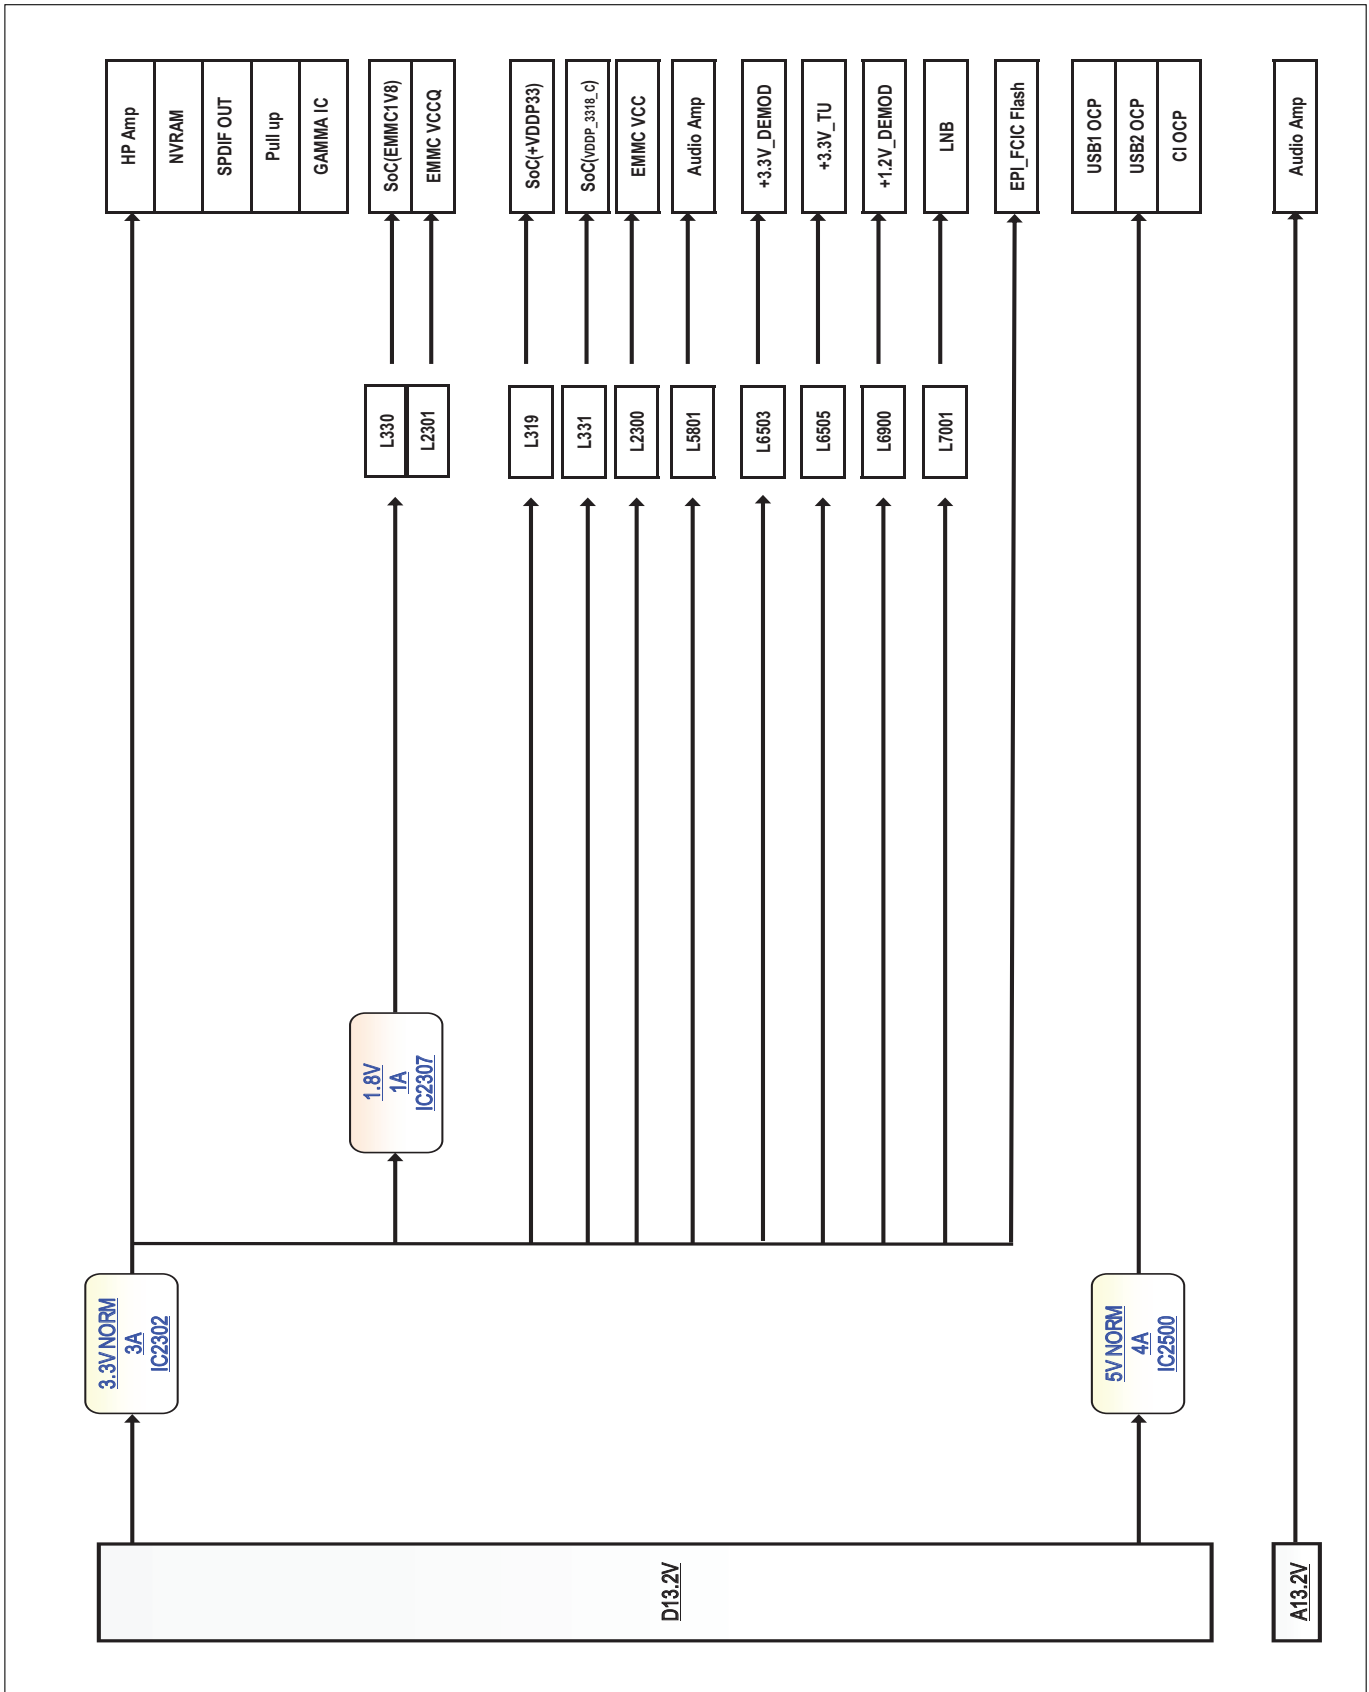 D13.2V
A13.2V
3.3V NORM
3A
IC2302
5V NORM
4A
IC2500
1.8V
1A
IC2307
L330
L2301
L319
L331
L2300
L5801
L6503
L6505
L6900
L7001
HP Amp
NVRAM
SPDIF OUT
Pull up
GAMMA IC
SoC(EMMC1V8)
EMMC VCCQ
SoC(+VDDP33)
SoC(VDDP_3318_C)
EMMC VCC
Audio Amp
+3.3V_DEMOD
+3.3V_TU
+1.2V_DEMOD
LNB
EPI_FCIC Flash
USB1 OCP
USB2 OCP
CI OCP
Audio Amp